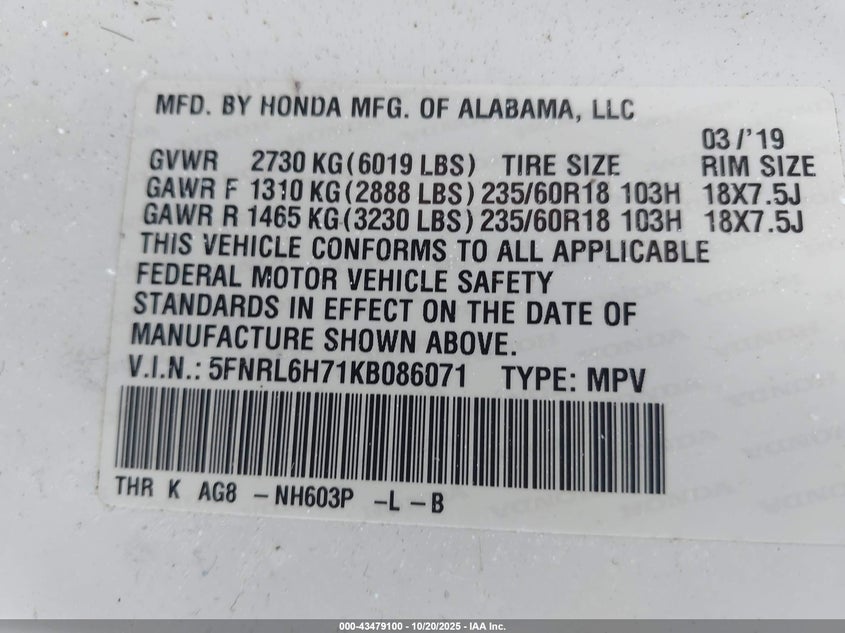 MFD. BY HONDA MFG. OF ALABAMA, LLC
03/'19
GVWR 2730 KG(6019 LBS) TIRE SIZE RIM SIZE
GAWR F 1310 KG(2888 LBS) 235/60R18 103H 18X7.5J
GAWR R 1465 KG(3230 LBS) 235/60R18 103H 18X7.5J
THIS VEHICLE CONFORMS TO ALL APPLICABLE
FEDERAL MOTOR VEHICLE SAFETY
STANDARDS IN EFFECT ON THE DATE OF
MANUFACTURE SHOWN ABOVE.
V.I.N.: 5FNRL6H71KB086071 TYPE: MPV
THR K AG8 -NH603P -L -B
000-43479100 - 10/20/2025 - IAA Inc.